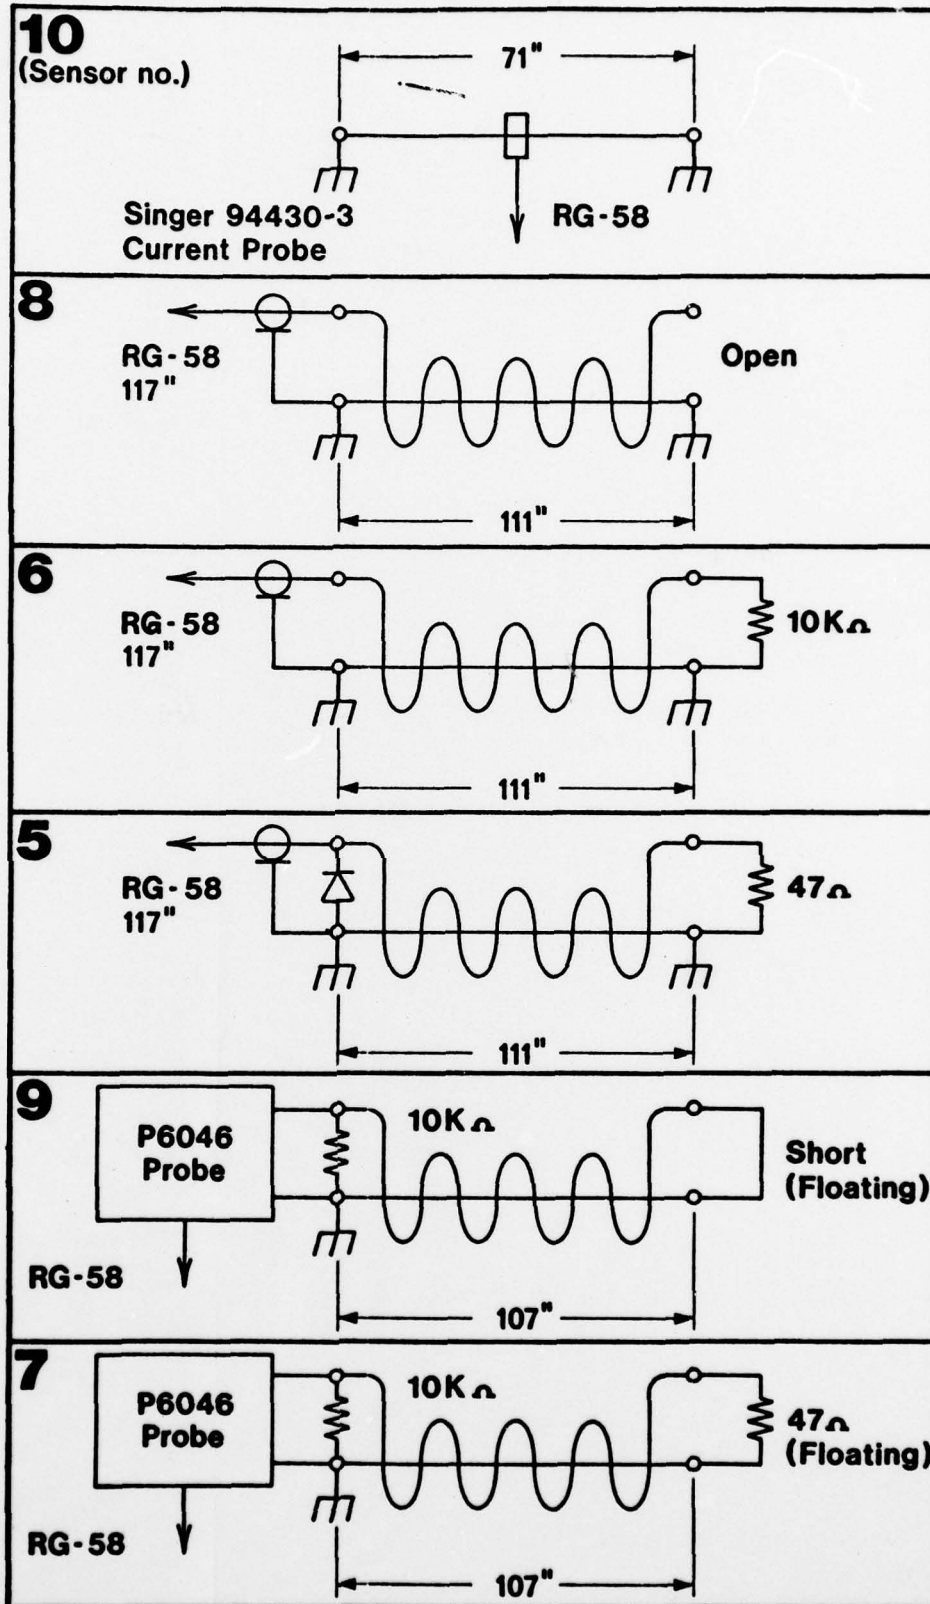 10
(Sensor no.)
71"
Singer 94430-3
Current Probe
RG-58
8
RG-58
117"
Open
111"
6
RG-58
117"
10KΩ
111"
5
RG-58
117"
47Ω
111"
9
P6046
Probe
10KΩ
Short
(Floating)
RG-58
107"
7
P6046
Probe
10KΩ
47Ω
(Floating)
RG-58
107"